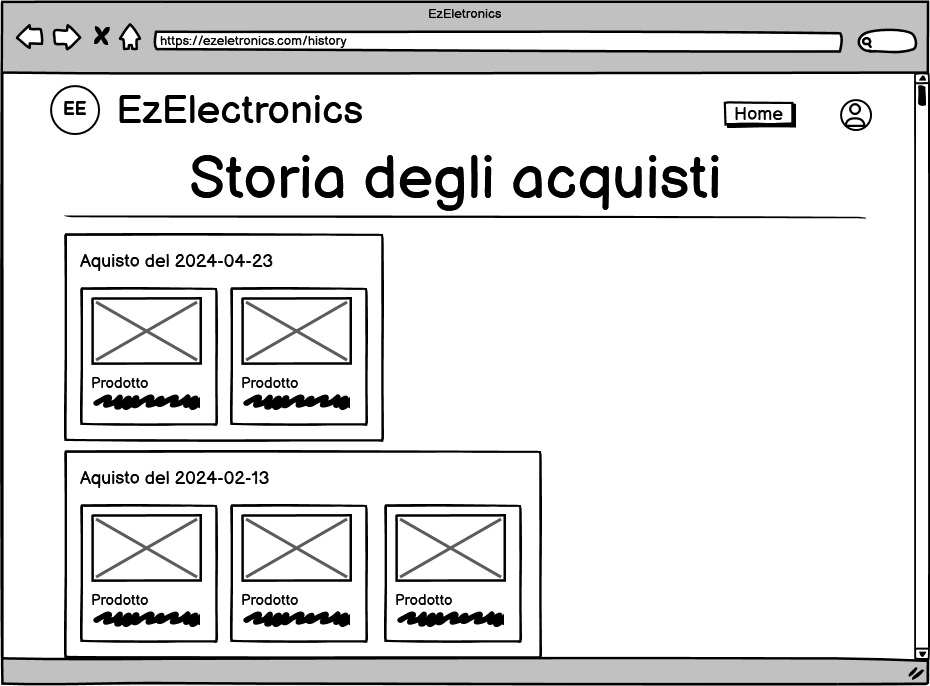 EzEletronics
https://ezeletronics.com/history
EE
EzElectronics
Home
Storia degli acquisti
Aquisto del 2024-04-23
Prodotto
Prodotto
Aquisto del 2024-02-13
Prodotto
Prodotto
Prodotto